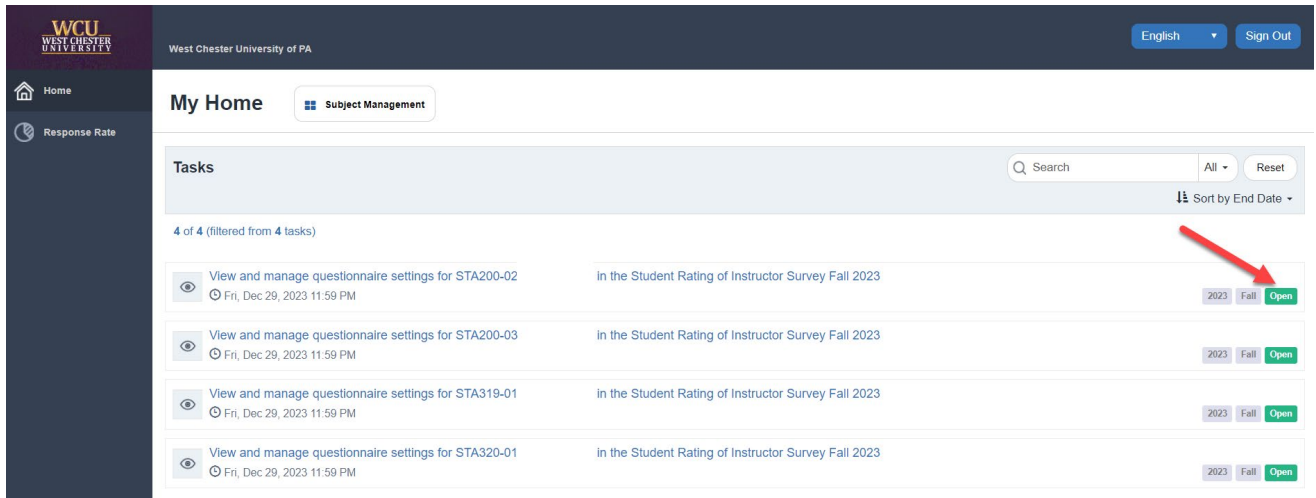 WCU
WEST CHESTER
UNIVERSITY
West Chester University of PA
English
Sign Out
Home
Response Rate
My Home
Subject Management
Tasks
Search
All
Reset
Sort by End Date
4 of 4 (filtered from 4 tasks)
View and manage questionnaire settings for STA200-02 in the Student Rating of Instructor Survey Fall 2023
Fri, Dec 29, 2023 11:59 PM
2023 Fall Open
View and manage questionnaire settings for STA200-03 in the Student Rating of Instructor Survey Fall 2023
Fri, Dec 29, 2023 11:59 PM
2023 Fall Open
View and manage questionnaire settings for STA319-01 in the Student Rating of Instructor Survey Fall 2023
Fri, Dec 29, 2023 11:59 PM
2023 Fall Open
View and manage questionnaire settings for STA320-01 in the Student Rating of Instructor Survey Fall 2023
Fri, Dec 29, 2023 11:59 PM
2023 Fall Open